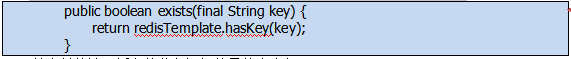 public boolean exists(final String key) {
return redisTemplate.hasKey(key);
}